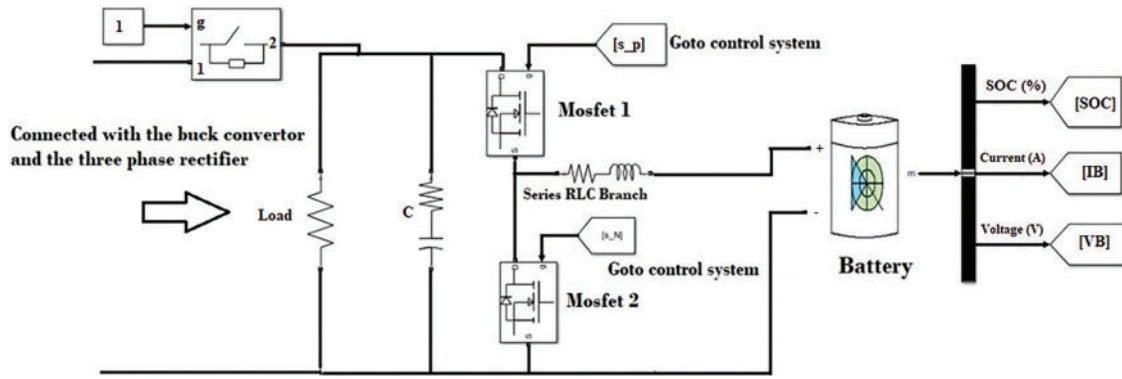 1
g
2
1
[s_p]
Goto control system
D
g
Mosfet 1
S
SOC (%)
[SOC]
Connected with the buck convertor
and the three phase rectifier
Load
C
Series RLC Branch
+
-
m
Current (A)
[IB]
[s_N]
Goto control system
Voltage (V)
[VB]
Battery
D
g
Mosfet 2
S